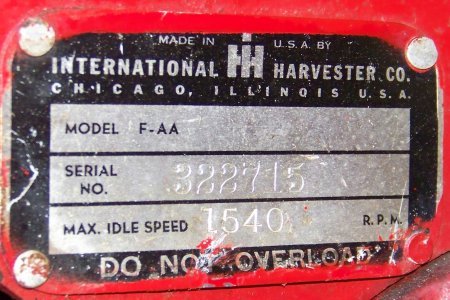 MADE IN IH U.S.A. BY
INTERNATIONAL HARVESTER CO.
CHICAGO, ILLINOIS U.S.A.
MODEL F-AA
SERIAL
NO. 322715
MAX. IDLE SPEED 1540 R.P.M.
DO NOT OVERLOAD